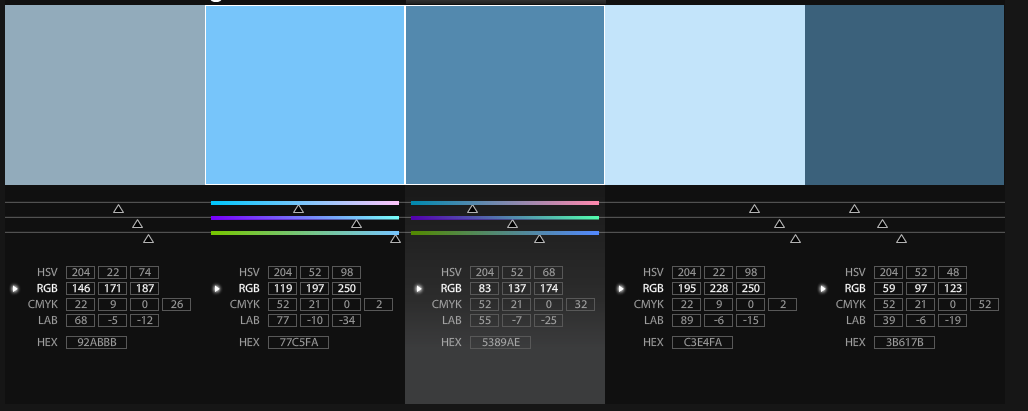 HSV 204 22 74 HSV 204 52 98 HSV 204 52 68 HSV 204 22 98 HSV 204 52 48
RGB 146 171 187 RGB 119 197 250 RGB 83 137 174 RGB 195 228 250 RGB 59 97 123
CMYK 22 9 0 26 CMYK 52 21 0 2 CMYK 52 21 0 32 CMYK 22 9 0 2 CMYK 52 21 0 52
LAB 68 -5 -12 LAB 77 -10 -34 LAB 55 -7 -25 LAB 89 -6 -15 LAB 39 -6 -19
HEX 92ABBB HEX 77C5FA HEX 5389AE HEX C3E4FA HEX 3B617B